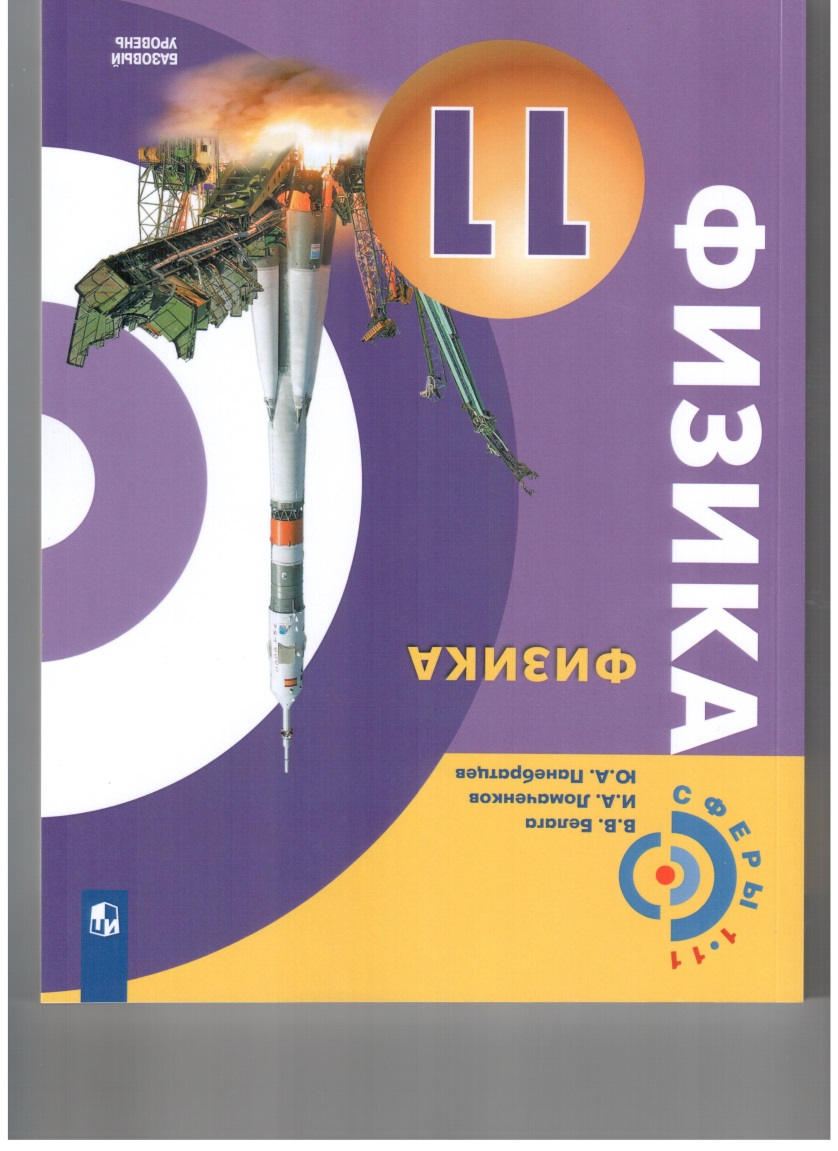 СФЕРЫ 1•11
В.В. Белага
И.А. Ломаченков
Ю.А. Панебратцев
ФИЗИКА
ФИЗИКА
11
БАЗОВЫЙ
УРОВЕНЬ